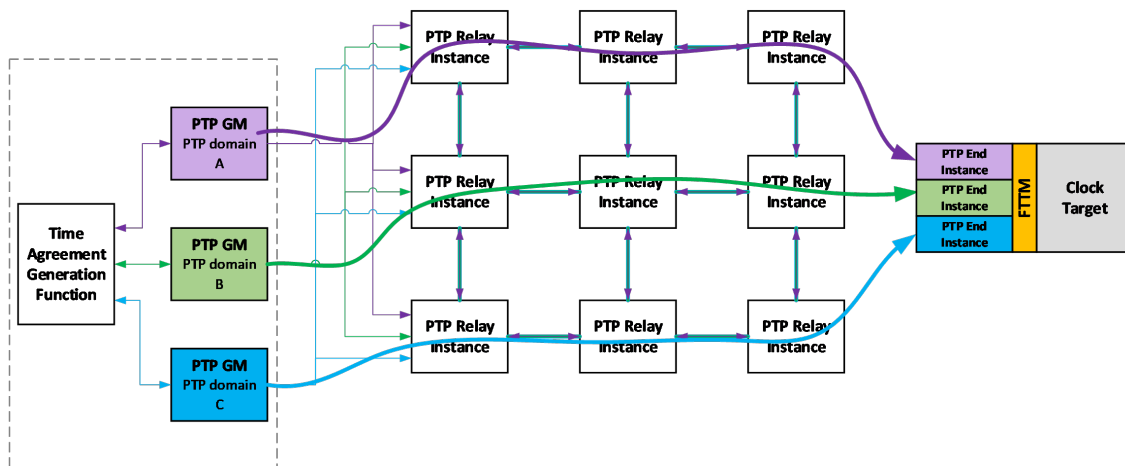 PTP Relay
Instance
PTP Relay
Instance
PTP Relay
Instance
PTP GM
PTP domain
A
PTP End
Instance
PTP End
Instance
PTP End
Instance
FTTM
Clock
Target
PTP Relay
Instance
PTP Relay
Instance
PTP Relay
Instance
Time
Agreement
Generation
Function
PTP GM
PTP domain
B
PTP Relay
Instance
PTP Relay
Instance
PTP Relay
Instance
PTP GM
PTP domain
C